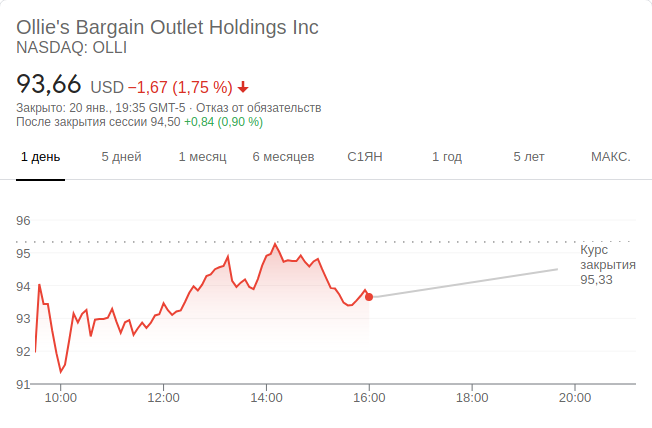 Ollie's Bargain Outlet Holdings Inc
NASDAQ: OLLI
93,66 USD −1,67 (1,75 %)
Закрыто: 20 янв., 19:35 GMT-5 · Отказ от обязательств
После закрытия сессии 94,50 +0,84 (0,90 %)
1 день 5 дней 1 месяц 6 месяцев С1ЯН 1 год 5 лет МАКС.
96
95
94
93
92
91
Курс
закрытия
95,33
10:00 12:00 14:00 16:00 18:00 20:00